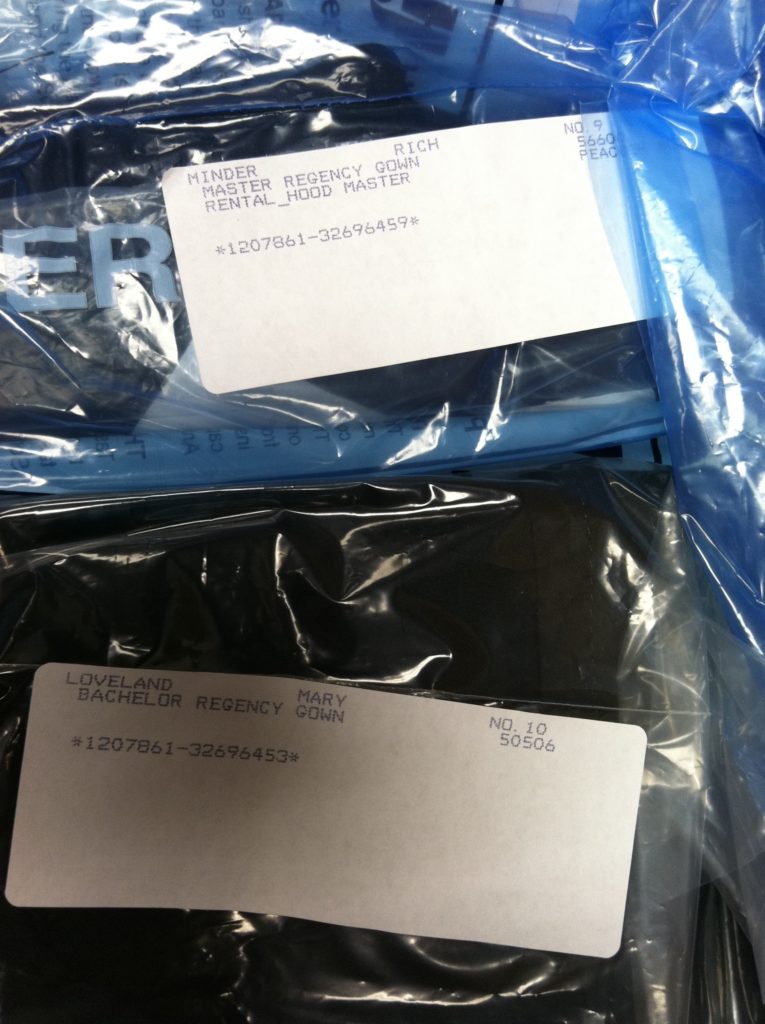 MINDER RICH NO. 9
MASTER REGENCY GOWN 5660
RENTAL_HOOD MASTER PEAC
*1207861-32696459*
ER
LOVELAND MARY NO. 10
BACHELOR REGENCY GOWN 50506
*1207861-32696453*